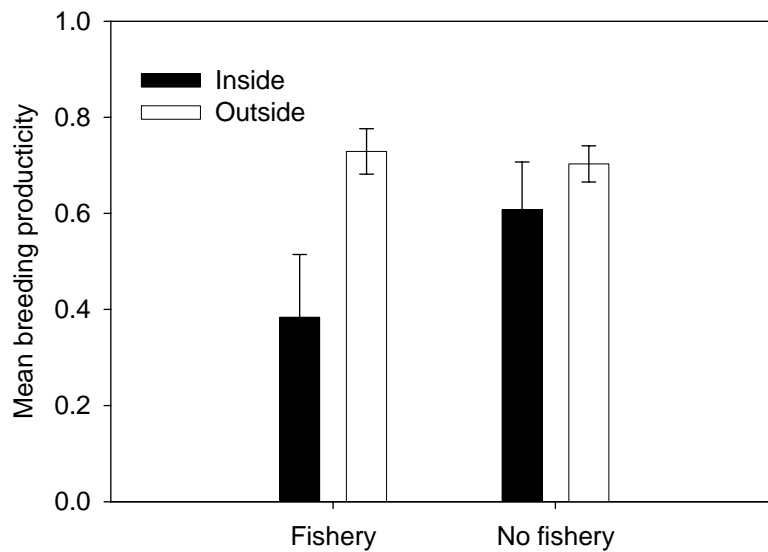 1.0
Inside
Outside
0.8
0.6
0.4
0.2
0.0
Mean breeding producticity
Fishery
No fishery